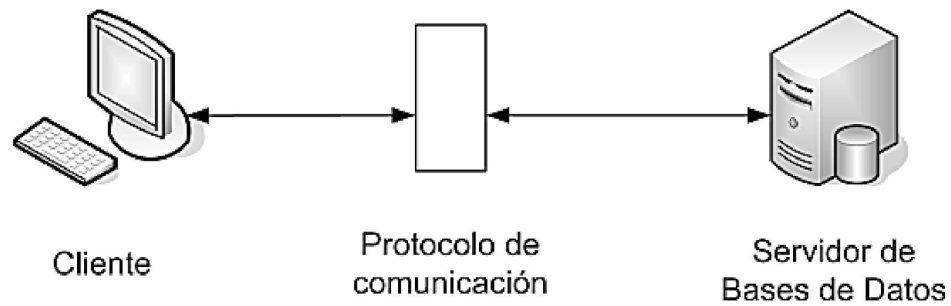 Cliente
Protocolo de
comunicación
Servidor de
Bases de Datos